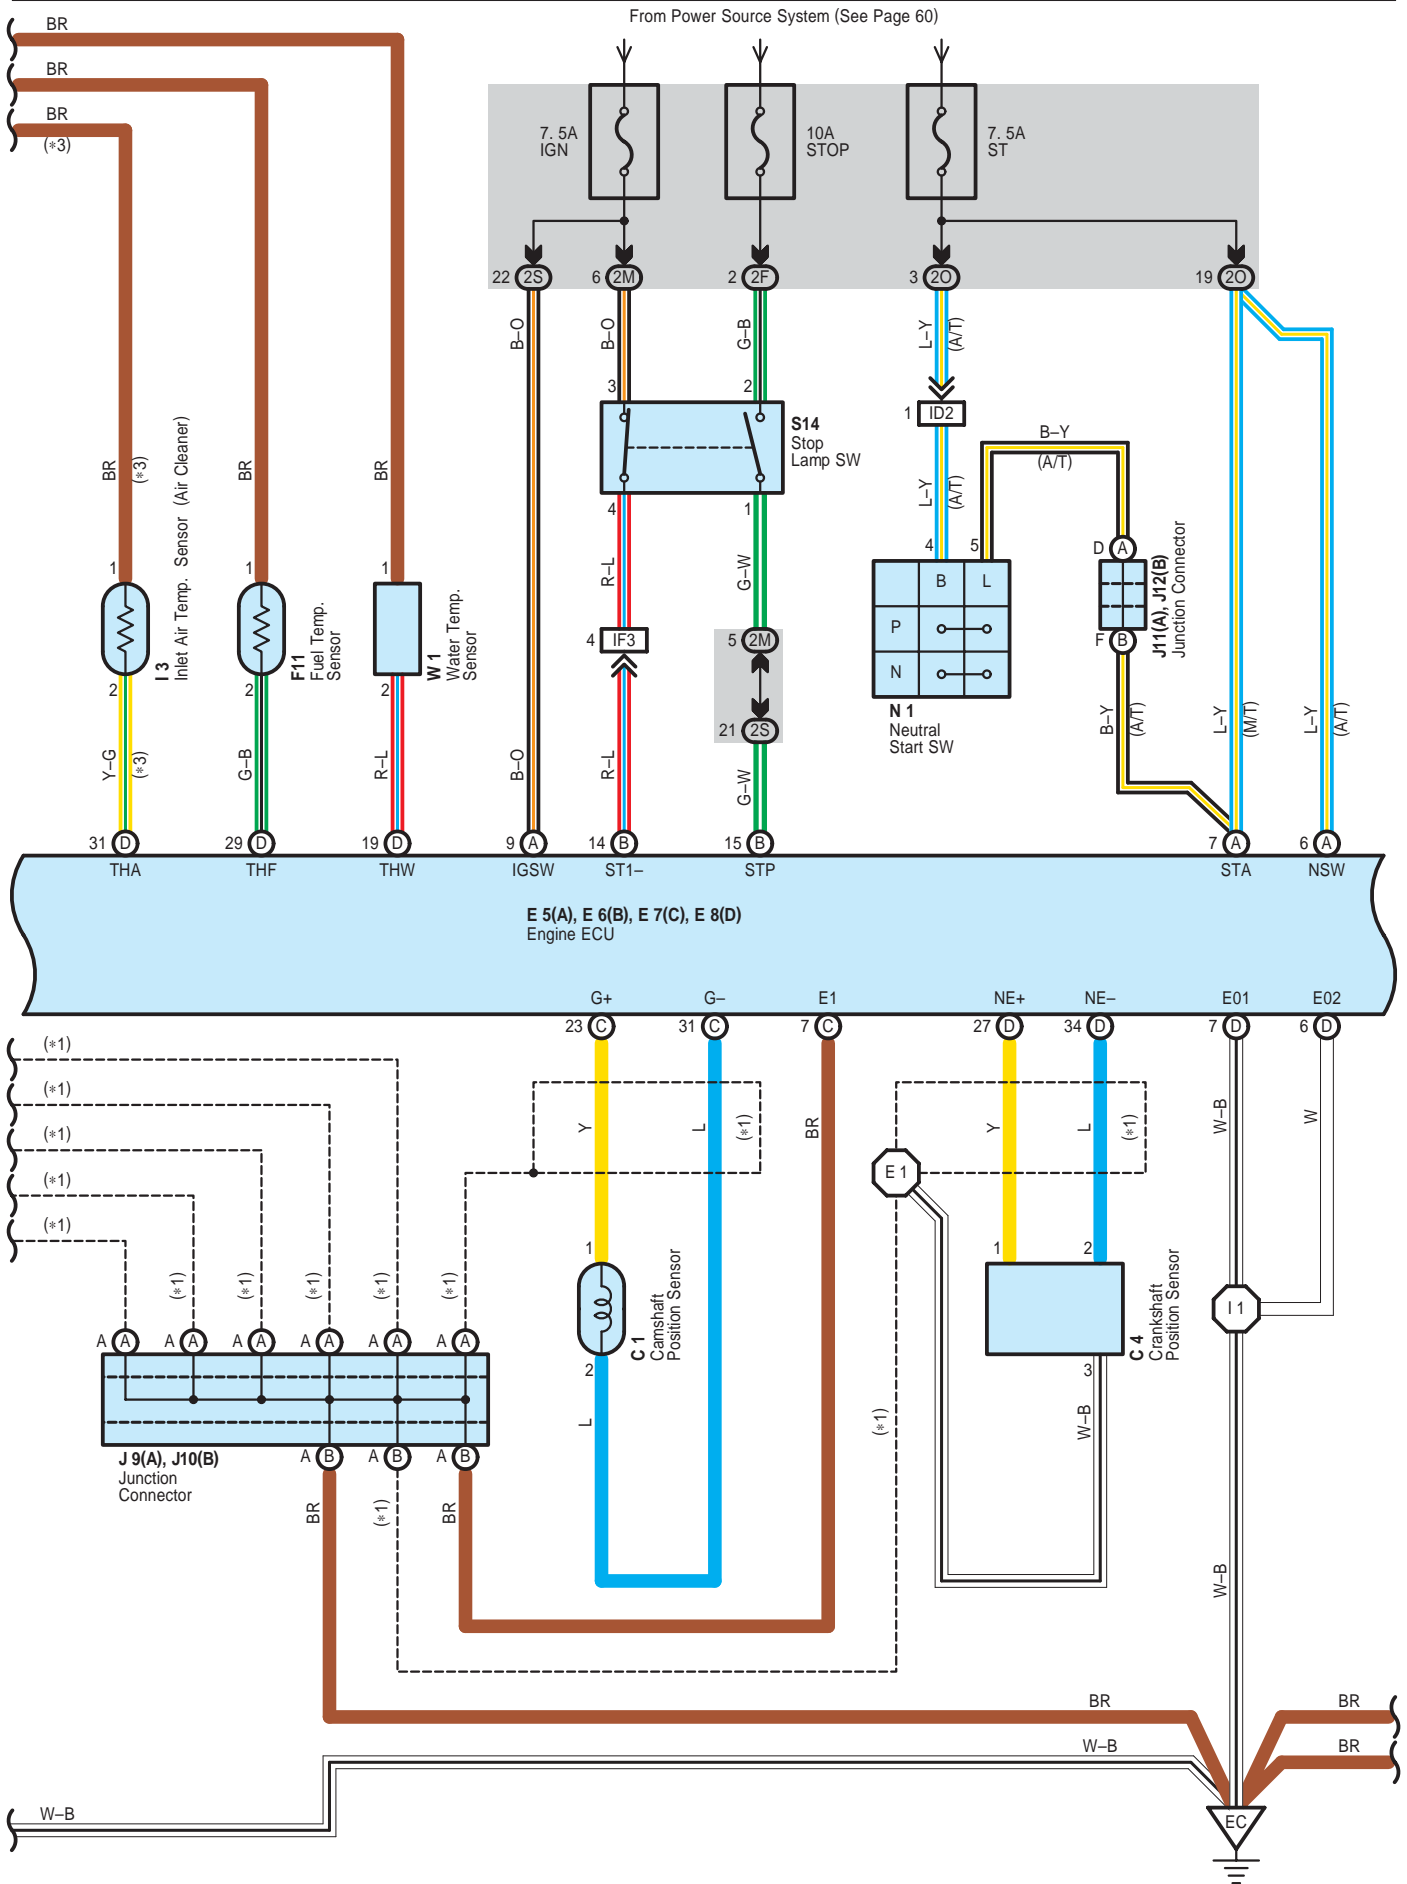 From Power Source System (See Page 60)
BR
BR
BR
(∗3)
7. 5A
IGN
10A
STOP
7. 5A
ST
22 2S
6 2M
2 2F
3 2O
19 2O
B–O
B–O
G–B
L–Y
(A/T)
3
2
1 ID2
S14
Stop
Lamp SW
B–Y
(A/T)
BR
(∗3)
BR
BR
L–Y
(A/T)
4
1
4
5
D A
1
1
1
R–L
G–W
B L
P
N
J11(A), J12(B)
Junction Connector
I 3
Inlet Air Temp. Sensor (Air Cleaner)
F11
Fuel Temp.
Sensor
W 1
Water Temp.
Sensor
4 IF3
5 2M
F B
2
2
2
N 1
Neutral
Start SW
21 2S
Y–G
(∗3)
G–B
R–L
B–O
R–L
G–W
B–Y
(A/T)
L–Y
(M/T)
L–Y
(A/T)
31 D
29 D
19 D
9 A
14 B
15 B
7 A
6 A
THA
THF
THW
IGSW
ST1–
STP
STA
NSW
E 5(A), E 6(B), E 7(C), E 8(D)
Engine ECU
G+
G–
E1
NE+
NE–
E01
E02
23 C
31 C
7 C
27 D
34 D
7 D
6 D
(∗1)
(∗1)
(∗1)
(∗1)
(∗1)
Y
L
(∗1)
BR
Y
L
(∗1)
W–B
W
E 1
1
1
2
(∗1)
(∗1)
(∗1)
(∗1)
(∗1)
C 1
Camshaft
Position Sensor
C 4
Crankshaft
Position Sensor
I 1
A A
A A
A A
A A
A A
A A
2
3
L
(∗1)
W–B
J 9(A), J10(B)
Junction
Connector
A B
A B
A B
BR
(∗1)
BR
W–B
BR
BR
W–B
BR
W–B
EC